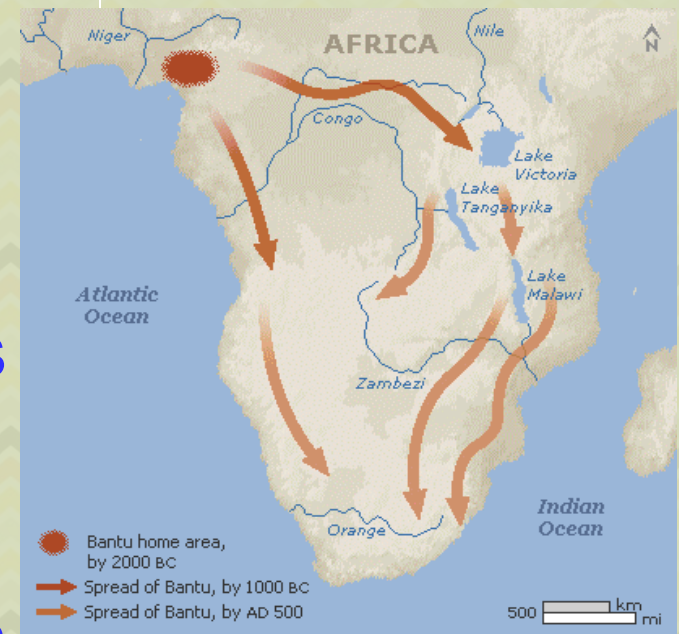 Niger
AFRICA
Nile
N
Congo
Lake
Victoria
Lake
Tanganyika
Lake
Malawi
Atlantic
Ocean
Zambezi
Indian
Ocean
Orange
Bantu home area,
by 2000 BC
Spread of Bantu, by 1000 BC
Spread of Bantu, by AD 500
500 km
mi
s